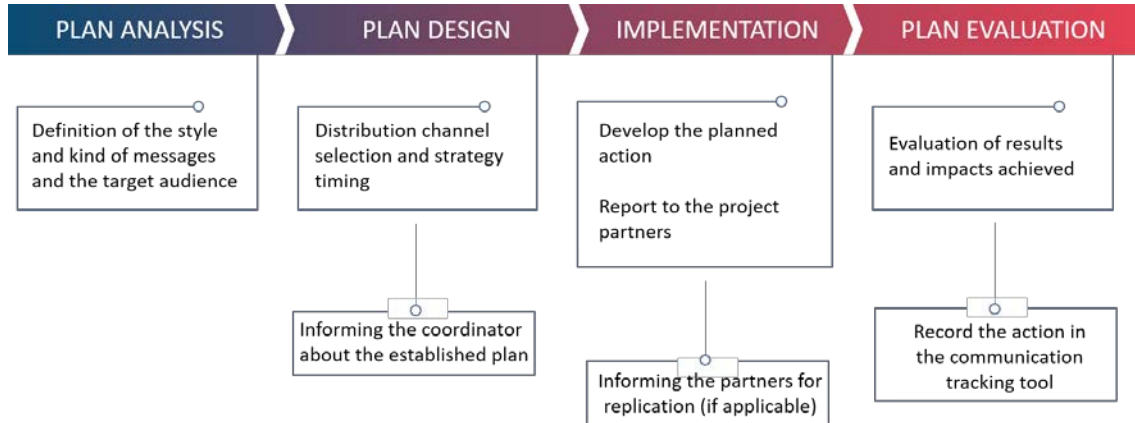 PLAN ANALYSIS
PLAN DESIGN
IMPLEMENTATION
PLAN EVALUATION
Definition of the style
and kind of messages
and the target audience
Distribution channel
selection and strategy
timing
Informing the coordinator
about the established plan
Develop the planned
action
Report to the project
partners
Informing the partners for
replication (if applicable)
Evaluation of results
and impacts achieved
Record the action in
the communication
tracking tool